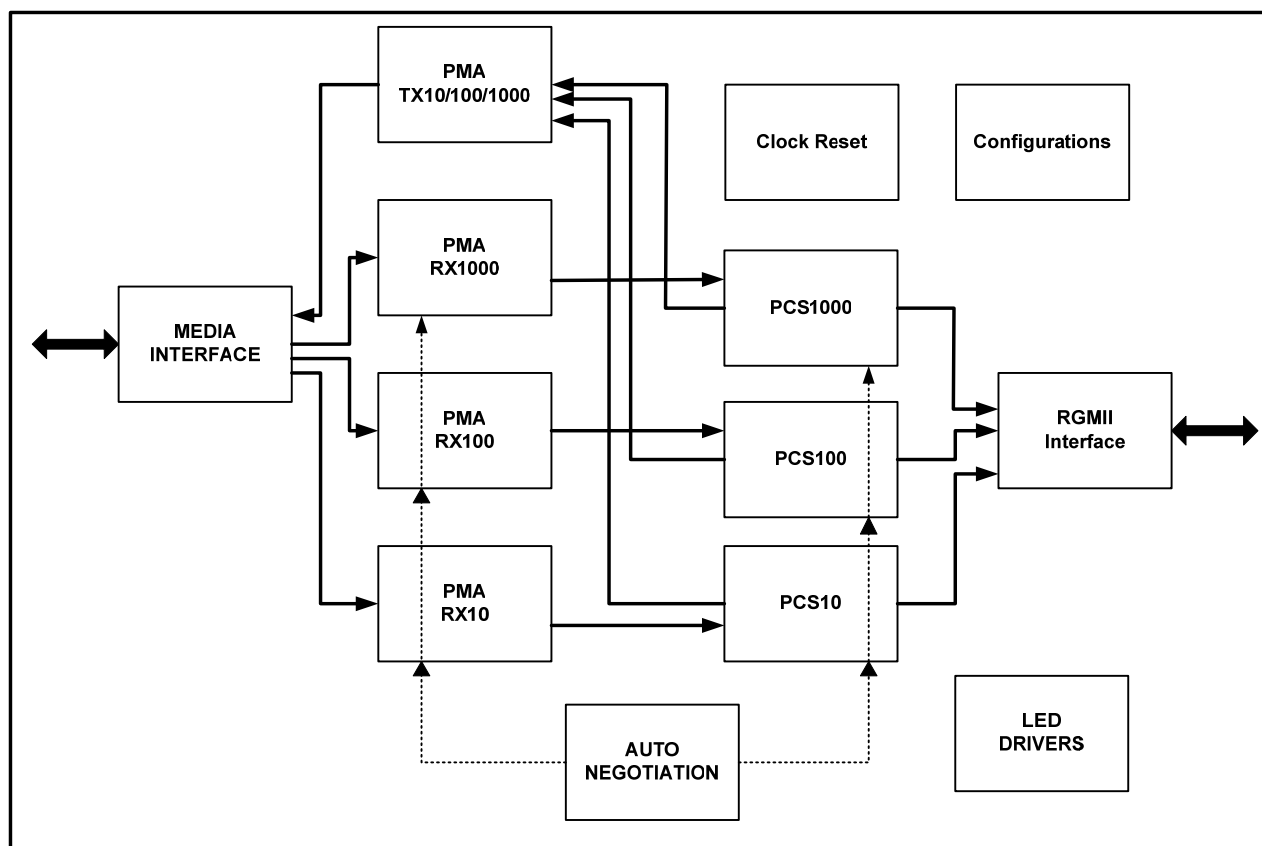 PMA
TX10/100/1000
Clock Reset
Configurations
PMA
RX1000
PCS1000
MEDIA
INTERFACE
PMA
RX100
PCS100
RGMII
Interface
PMA
RX10
PCS10
AUTO
NEGOTIATION
LED
DRIVERS